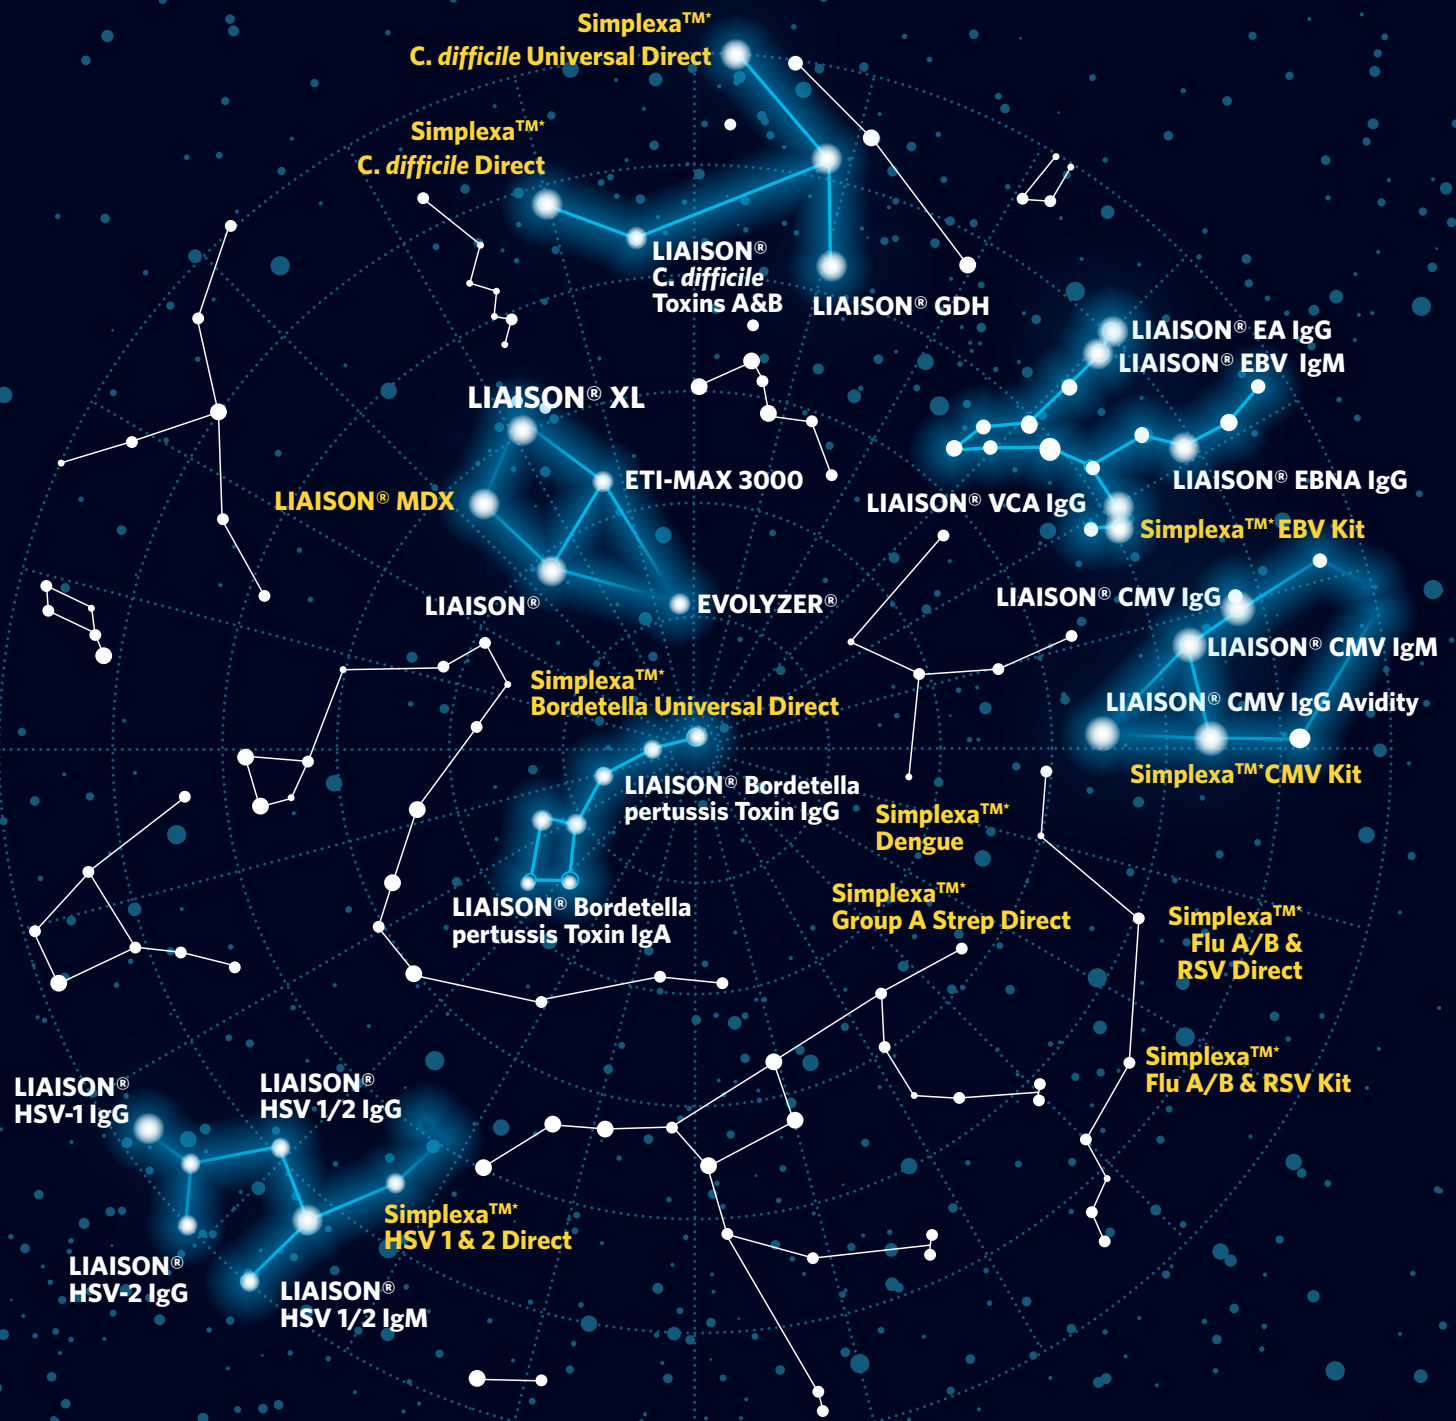 Simplexa™*
C. difficile Universal Direct
Simplexa™*
C. difficile Direct
LIAISON®
C. difficile
Toxins A&B
LIAISON® GDH
LIAISON® EA IgG
LIAISON® EBV IgM
LIAISON® XL
ETI-MAX 3000
LIAISON® MDX
LIAISON® EBNA IgG
LIAISON® VCA IgG
Simplexa™* EBV Kit
LIAISON®
EVOLYZER®
LIAISON® CMV IgG
LIAISON® CMV IgM
LIAISON® CMV IgG Avidity
Simplexa™* CMV Kit
Simplexa™*
Bordetella Universal Direct
LIAISON® Bordetella
pertussis Toxin IgG
LIAISON® Bordetella
pertussis Toxin IgA
Simplexa™*
Dengue
Simplexa™*
Group A Strep Direct
Simplexa™*
Flu A/B &
RSV Direct
Simplexa™*
Flu A/B & RSV Kit
LIAISON®
HSV-1 IgG
LIAISON®
HSV 1/2 IgG
Simplexa™*
HSV 1 & 2 Direct
LIAISON®
HSV-2 IgG
LIAISON®
HSV 1/2 IgM